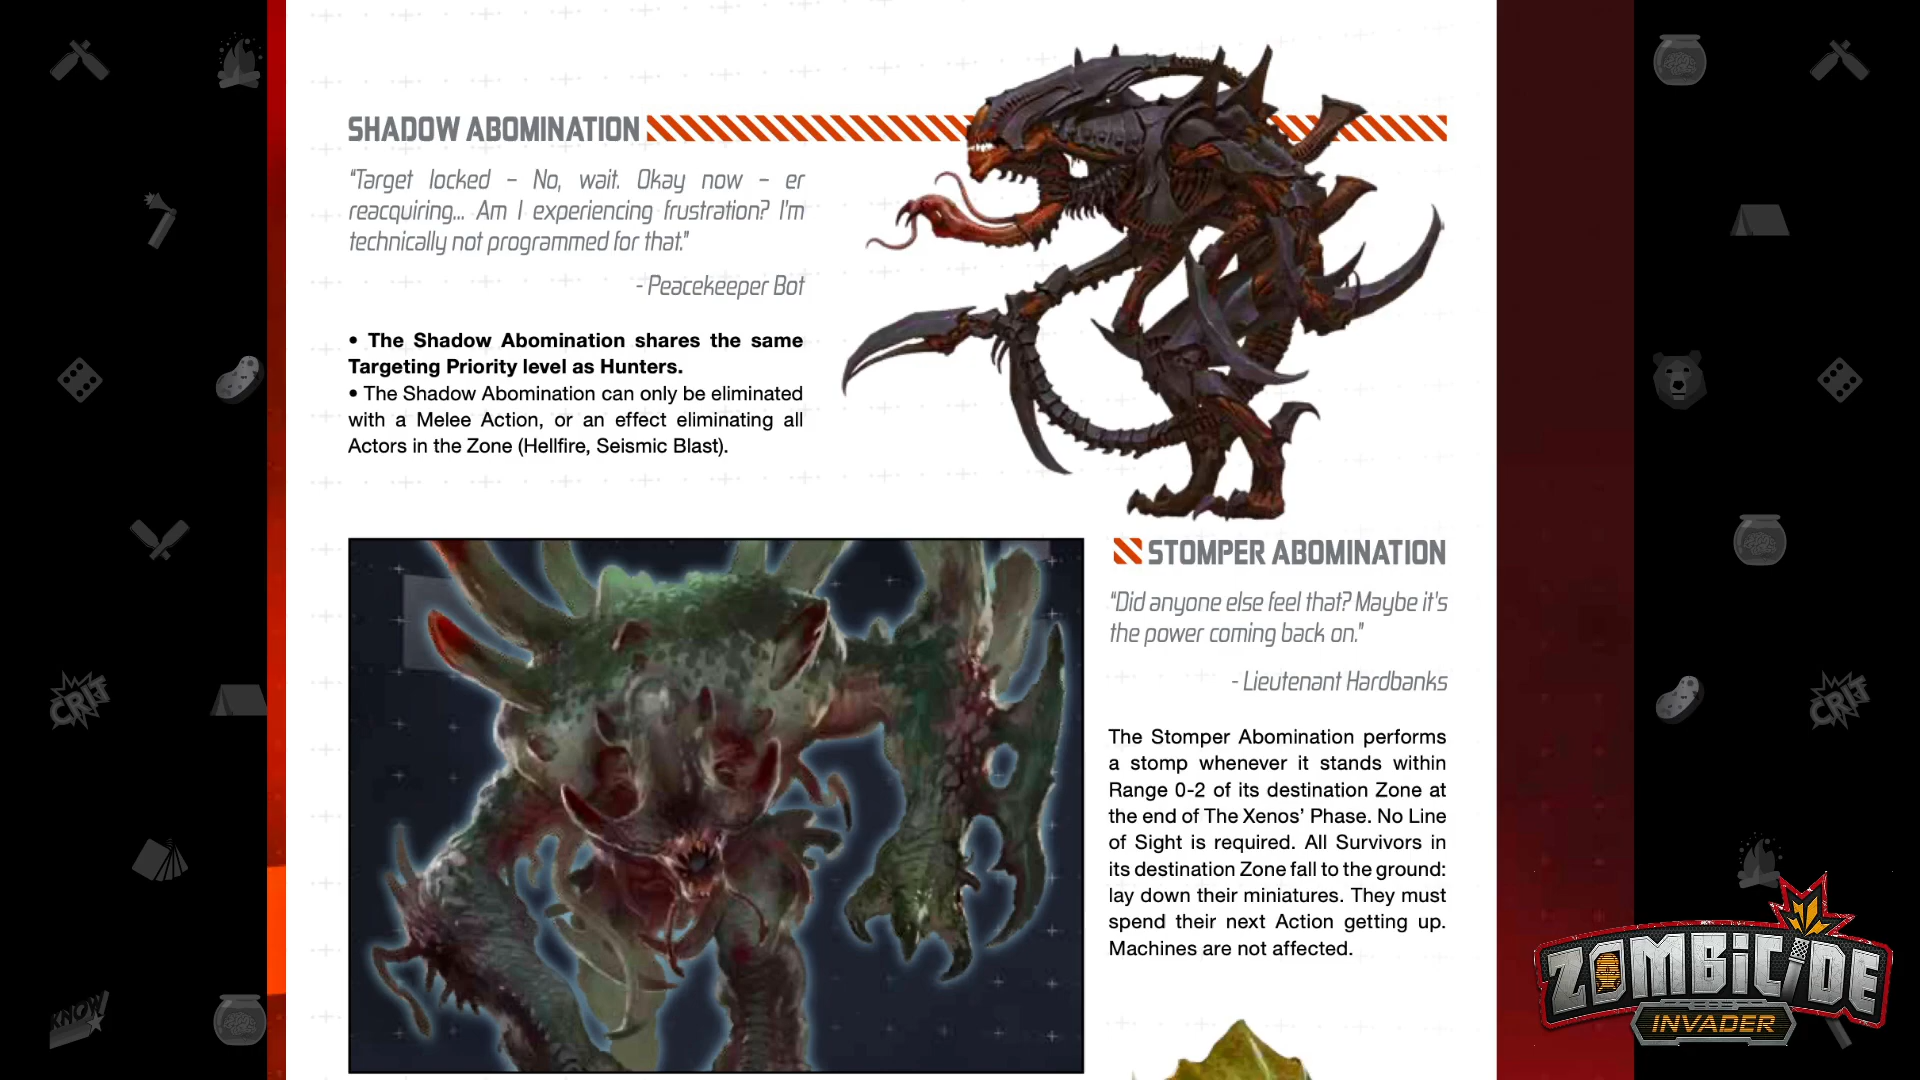 SHADOW ABOMINATION
"Target locked – No, wait. Okay now – er
reacquiring... Am I experiencing frustration? I'm
technically not programmed for that."
- Peacekeeper Bot
• The Shadow Abomination shares the same
Targeting Priority level as Hunters.
• The Shadow Abomination can only be eliminated
with a Melee Action, or an effect eliminating all
Actors in the Zone (Hellfire, Seismic Blast).
STOMPER ABOMINATION
"Did anyone else feel that? Maybe it's
the power coming back on."
- Lieutenant Hardbanks
The Stomper Abomination performs
a stomp whenever it stands within
Range 0-2 of its destination Zone at
the end of The Xenos' Phase. No Line
of Sight is required. All Survivors in
its destination Zone fall to the ground:
lay down their miniatures. They must
spend their next Action getting up.
Machines are not affected.
CRIT
CRIT
KNOW
ZOMBICIDE
INVADER